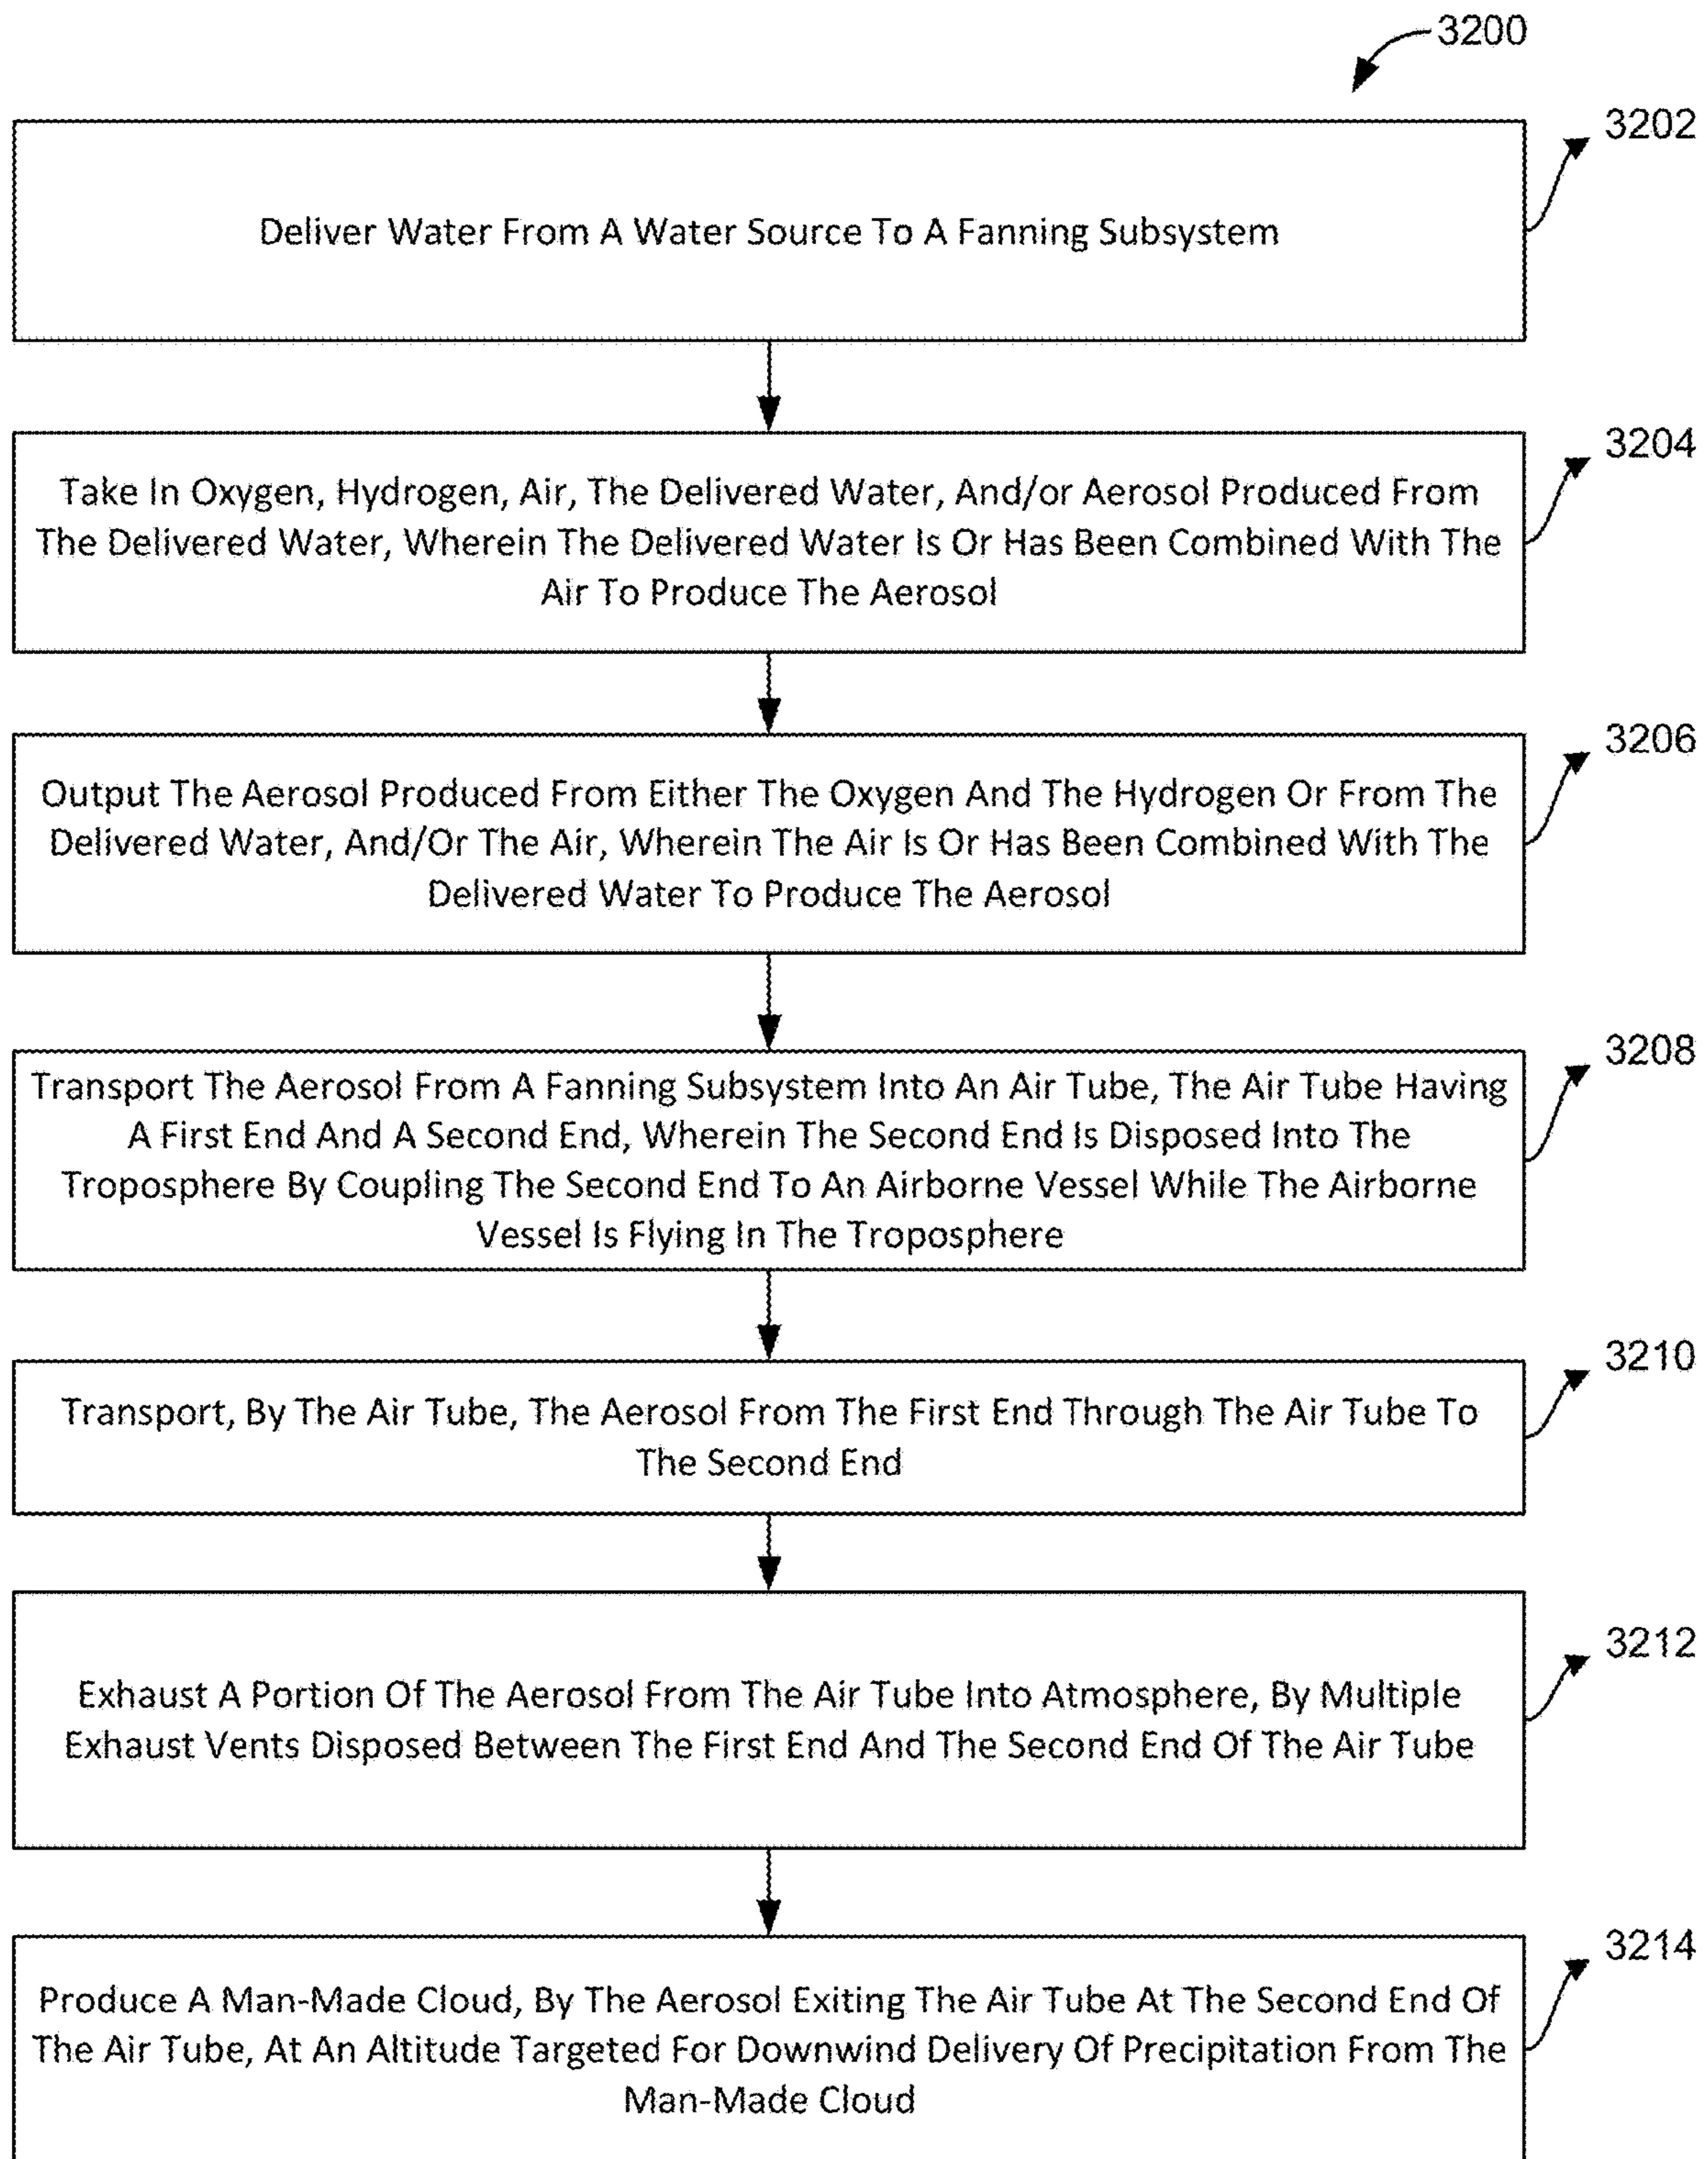 3200
3202
Deliver Water From A Water Source To A Fanning Subsystem
3204
Take In Oxygen, Hydrogen, Air, The Delivered Water, And/or Aerosol Produced From
The Delivered Water, Wherein The Delivered Water Is Or Has Been Combined With The
Air To Produce The Aerosol
3206
Output The Aerosol Produced From Either The Oxygen And The Hydrogen Or From The
Delivered Water, And/Or The Air, Wherein The Air Is Or Has Been Combined With The
Delivered Water To Produce The Aerosol
3208
Transport The Aerosol From A Fanning Subsystem Into An Air Tube, The Air Tube Having
A First End And A Second End, Wherein The Second End Is Disposed Into The
Troposphere By Coupling The Second End To An Airborne Vessel While The Airborne
Vessel Is Flying In The Troposphere
3210
Transport, By The Air Tube, The Aerosol From The First End Through The Air Tube To
The Second End
3212
Exhaust A Portion Of The Aerosol From The Air Tube Into Atmosphere, By Multiple
Exhaust Vents Disposed Between The First End And The Second End Of The Air Tube
3214
Produce A Man-Made Cloud, By The Aerosol Exiting The Air Tube At The Second End Of
The Air Tube, At An Altitude Targeted For Downwind Delivery Of Precipitation From The
Man-Made Cloud